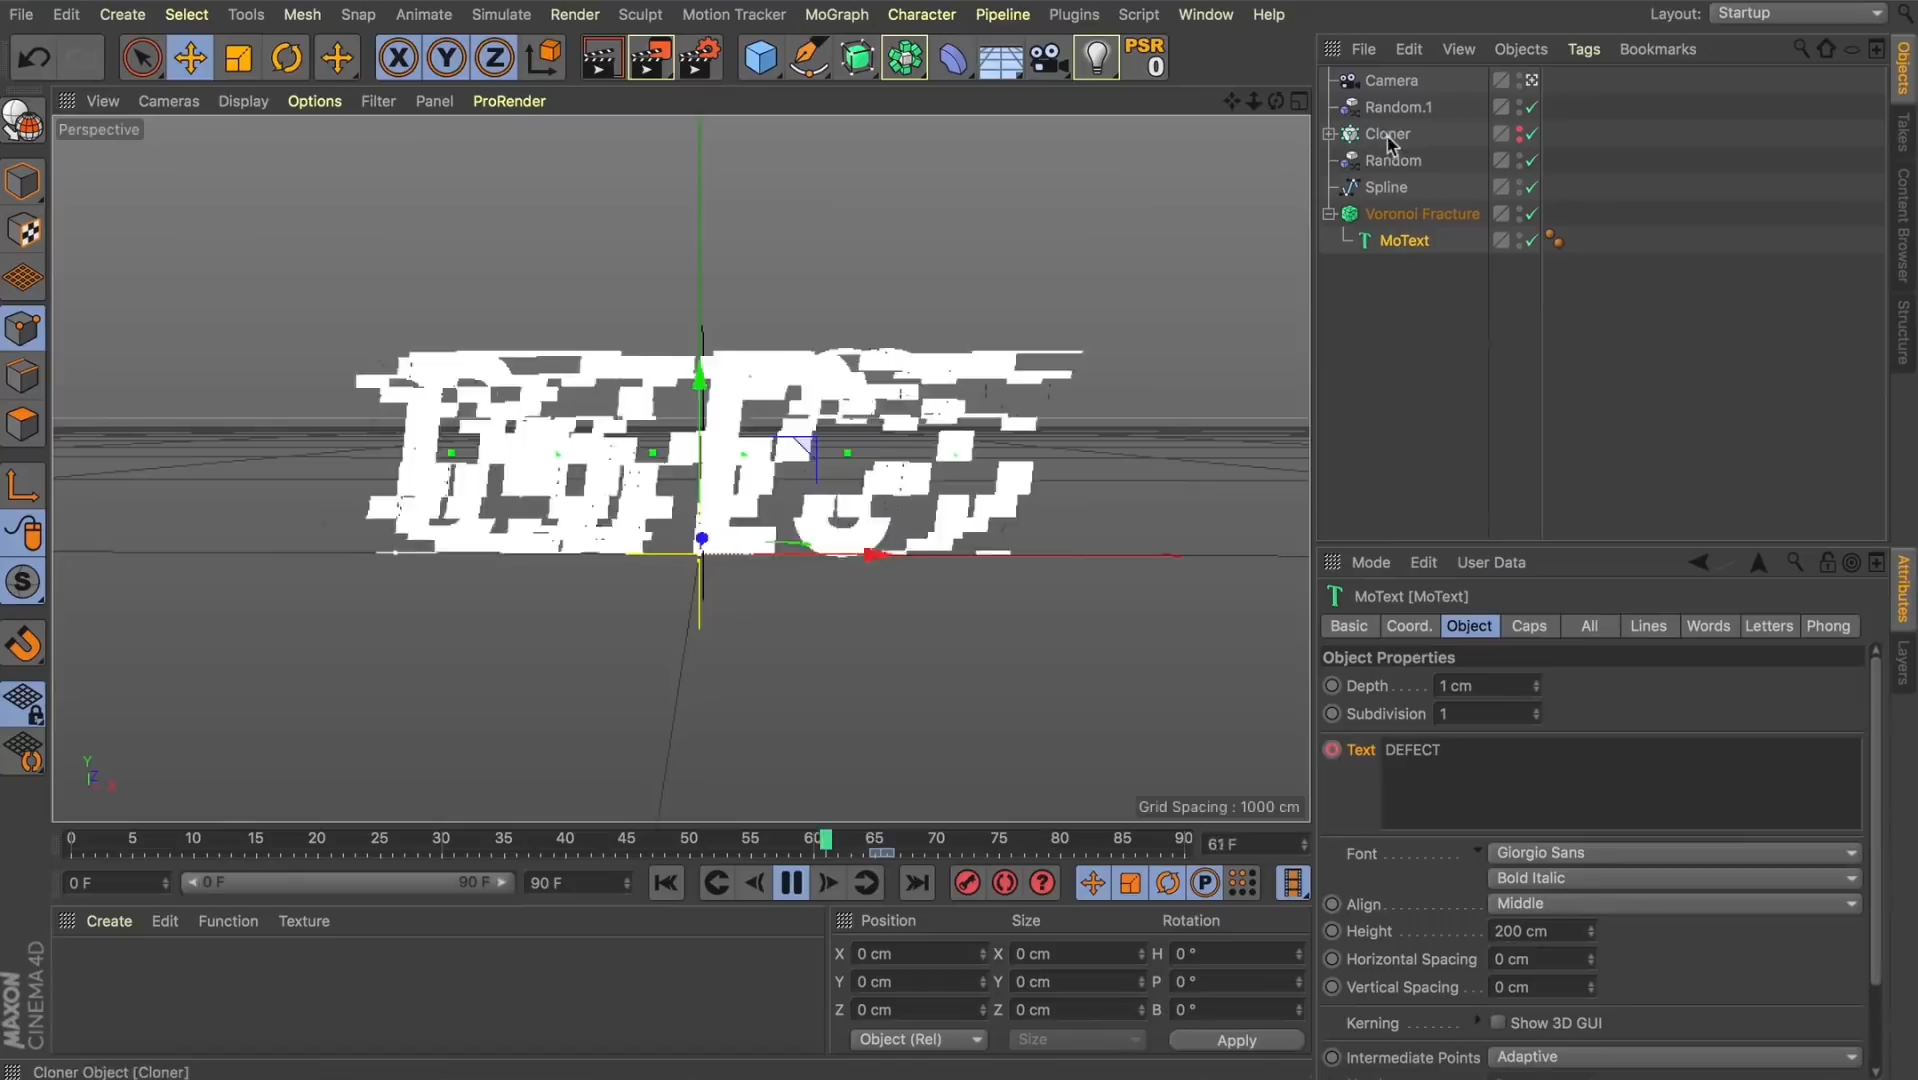 File Edit Create Select Tools Mesh Snap Animate Simulate Render Sculpt Motion Tracker MoGraph Character Pipeline Plugins Script Window Help Layout: Startup
X Y Z PSR 0
File Edit View Objects Tags Bookmarks
View Cameras Display Options Filter Panel ProRender
Perspective
Camera
Random.1
Cloner
Random
Spline
Voronoi Fracture
MoText
Objects
Takes
Content Browser
Structure
Mode Edit User Data
MoText [MoText]
Basic Coord. Object Caps All Lines Words Letters Phong
Object Properties
Depth 1 cm
Subdivision 1
Text DEFECT
Font Giorgio Sans
Bold Italic
Align Middle
Height 200 cm
Horizontal Spacing 0 cm
Vertical Spacing 0 cm
Kerning Show 3D GUI
Intermediate Points Adaptive
Attributes
Layers
Y
Z
X
Grid Spacing : 1000 cm
0 5 10 15 20 25 30 35 40 45 50 55 60 65 70 75 80 85 90 61 F
0 F 0 F 90 F 90 F
Create Edit Function Texture
Position Size Rotation
X 0 cm X 0 cm H 0 °
Y 0 cm Y 0 cm P 0 °
Z 0 cm Z 0 cm B 0 °
Object (Rel) Size Apply
MAXON
CINEMA 4D
Cloner Object [Cloner]